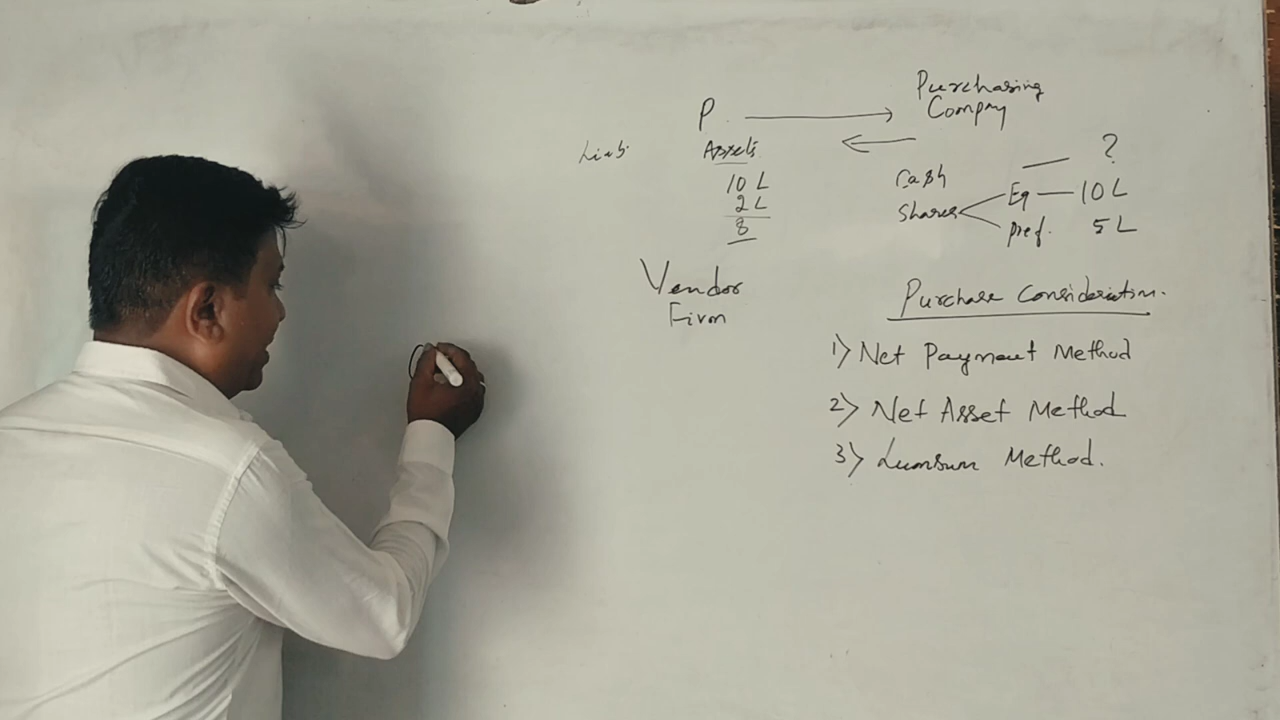 P → Purchasing
Compny
Liab. Assets ←
10 L
2 L
8
Cash — ?
Shares < Eq — 10 L
Pref. 5 L
Vendor
Firm
Purchase Consideration.
1) Net Payment Method
2) Net Asset Method
3) Lumsum Method.